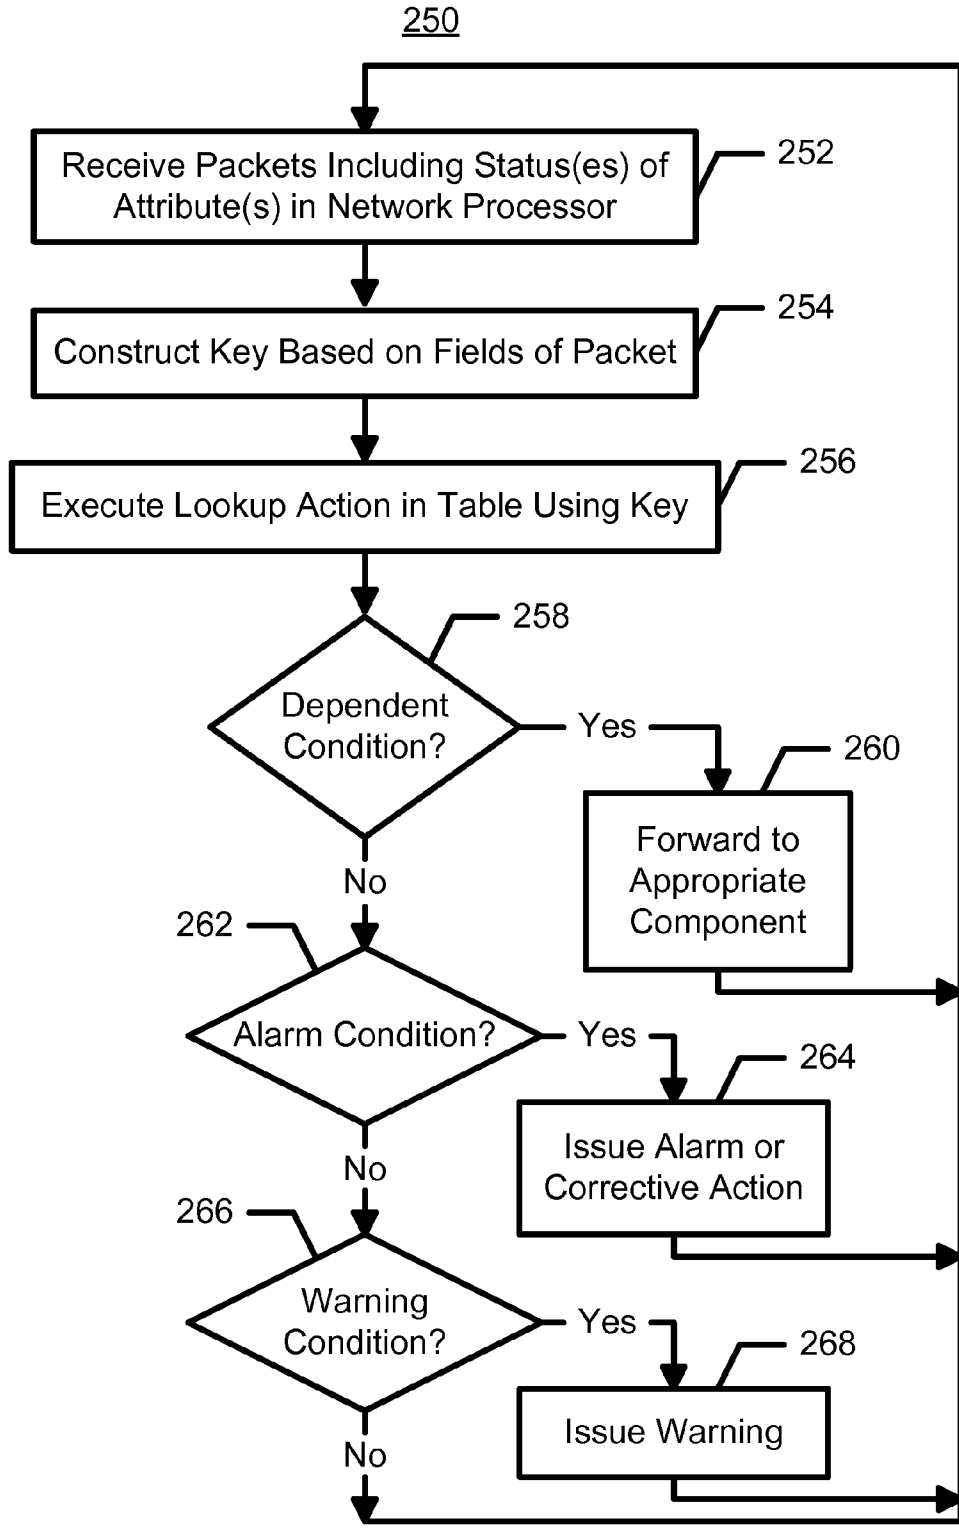 250
Receive Packets Including Status(es) of
Attribute(s) in Network Processor
252
Construct Key Based on Fields of Packet
254
Execute Lookup Action in Table Using Key
256
Dependent
Condition?
258
Yes
Forward to
Appropriate
Component
260
No
262
Alarm Condition?
Yes
264
Issue Alarm or
Corrective Action
No
266
Warning
Condition?
Yes
268
Issue Warning
No